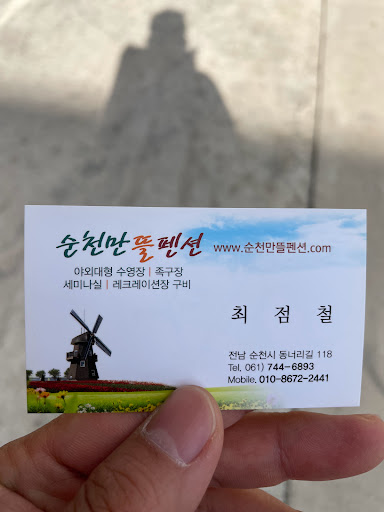 순천만뜰펜션 www.순천만뜰펜션.com
야외대형 수영장 | 족구장
세미나실 | 레크레이션장 구비
최 점 철
전남 순천시 동너리길 118
Tel. 061) 744-6893
Mobile. 010-8672-2441